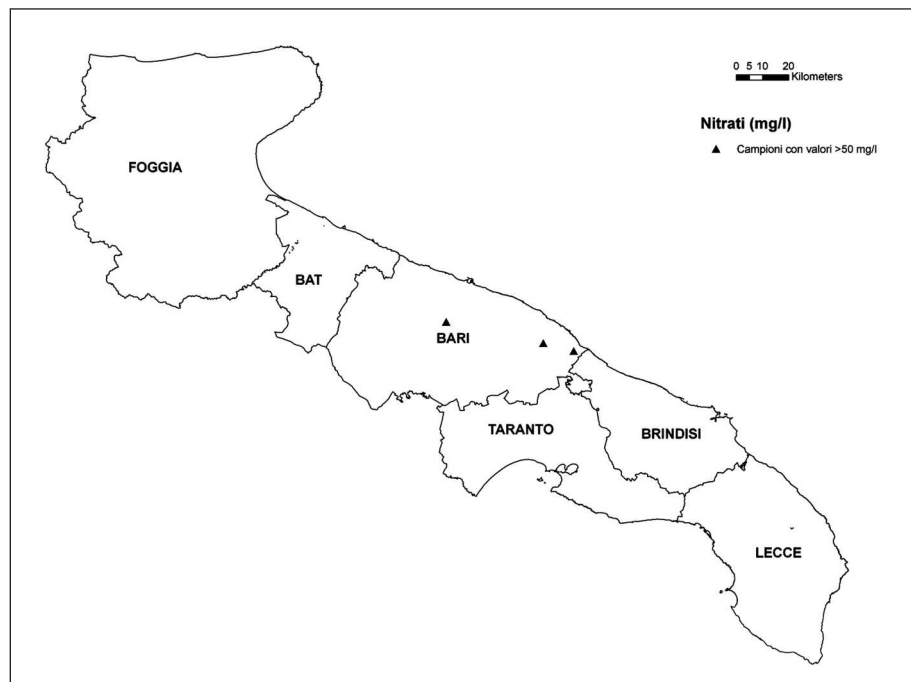 0 5 10 20
Kilometers
Nitrati (mg/l)
▲ Campioni con valori >50 mg/l
FOGGIA
BAT
BARI
TARANTO
BRINDISI
LECCE